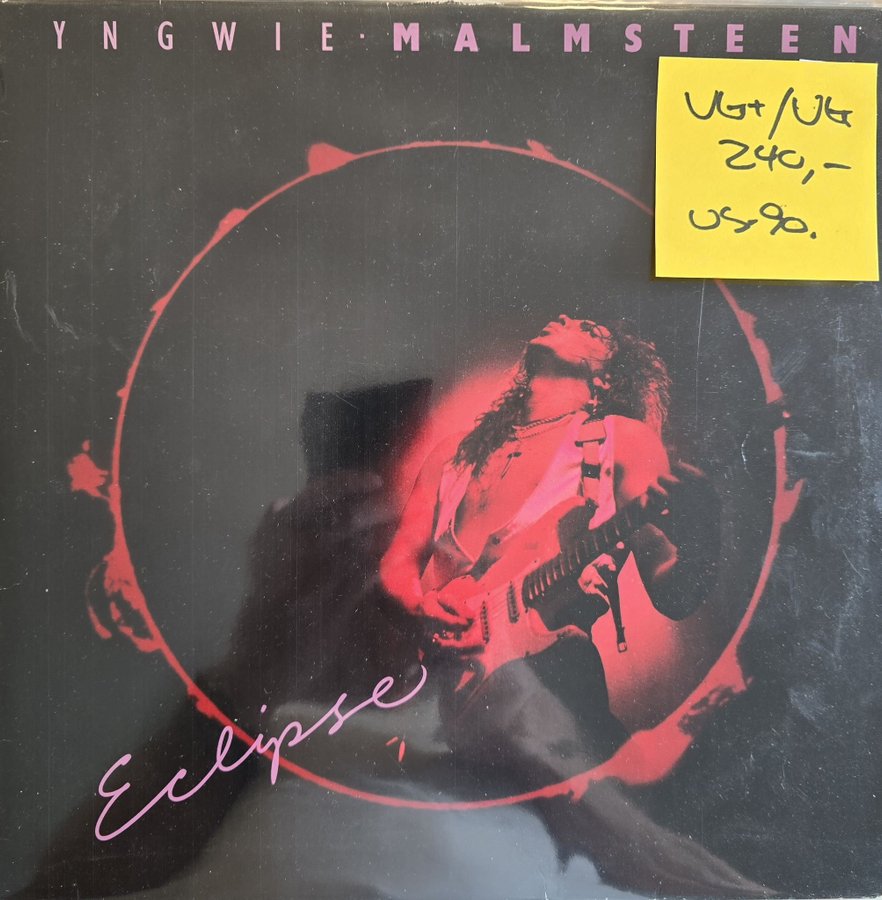 YNGWIE·MALMSTEEN
VG+/VG
240,-
US-90.
Eclipse